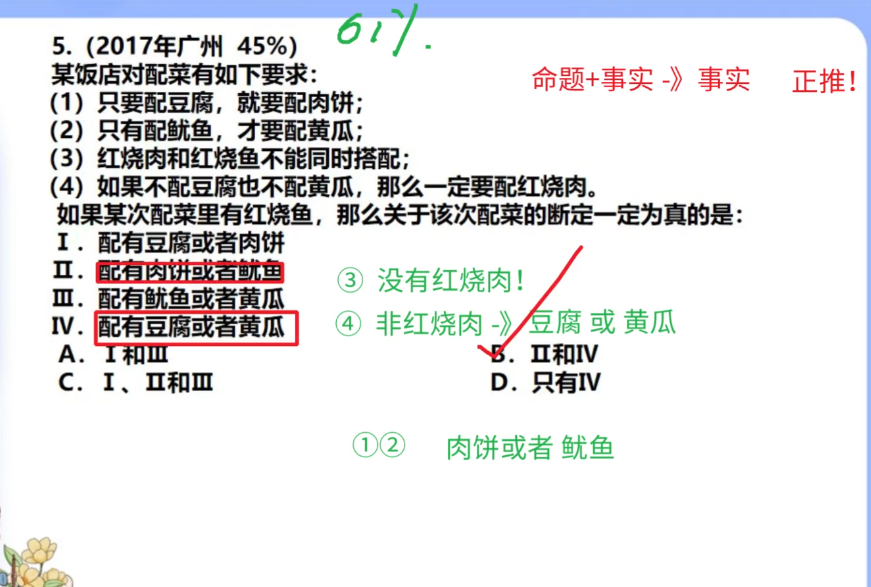 61%.
5.（2017年广州 45%）
某饭店对配菜有如下要求：
命题+事实 -》事实 正推！
（1）只要配豆腐，就要配肉饼；
（2）只有配鱿鱼，才要配黄瓜；
（3）红烧肉和红烧鱼不能同时搭配；
（4）如果不配豆腐也不配黄瓜，那么一定要配红烧肉。
如果某次配菜里有红烧鱼，那么关于该次配菜的断定一定为真的是：
Ⅰ．配有豆腐或者肉饼
Ⅱ．配有肉饼或者鱿鱼
③ 没有红烧肉！
Ⅲ．配有鱿鱼或者黄瓜
Ⅳ．配有豆腐或者黄瓜
④ 非红烧肉 -》豆腐 或 黄瓜
A．Ⅰ和Ⅲ B．Ⅱ和Ⅳ
C．Ⅰ、Ⅱ和Ⅲ D．只有Ⅳ
①② 肉饼或者 鱿鱼